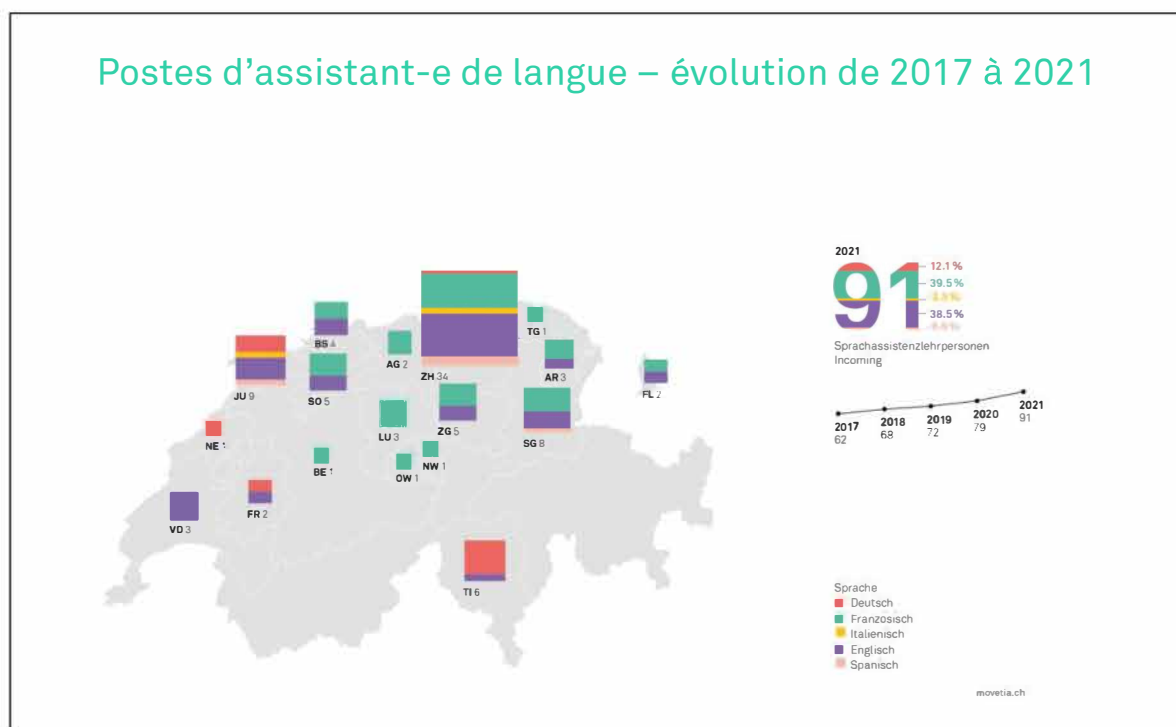 Postes d'assistant-e de langue – évolution de 2017 à 2021
2021
91
12.1 %
39.5 %
38.5 %
Sprachassistenzlehrpersonen
Incoming
BS 4
TG 1
AG 2
ZH 34
AR 3
FL 2
JU 9
SO 5
LU 3
ZG 5
SG 8
NE 1
BE 1
OW 1
NW 1
VD 3
FR 2
TI 6
2017
62
2018
68
2019
72
2020
79
2021
91
Sprache
Deutsch
Französisch
Italienisch
Englisch
Spanisch
movetia.ch